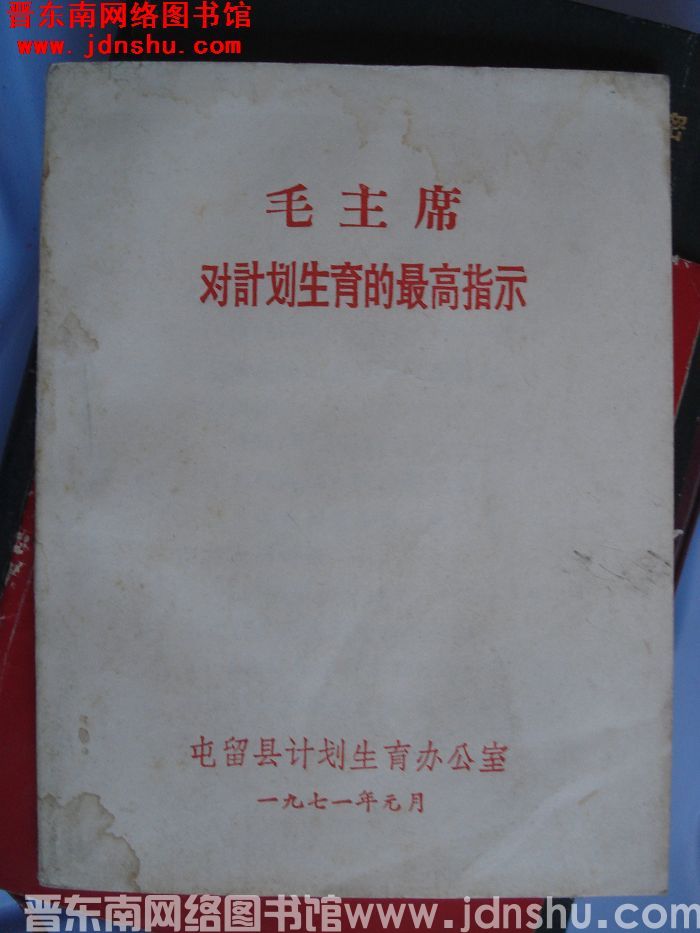 晋东南网络图书馆
www.jdnshu.com
毛主席
对計划生育的最高指示
屯留县计划生育办公室
一九七一年元月
晋东南网络图书馆www.jdnshu.com